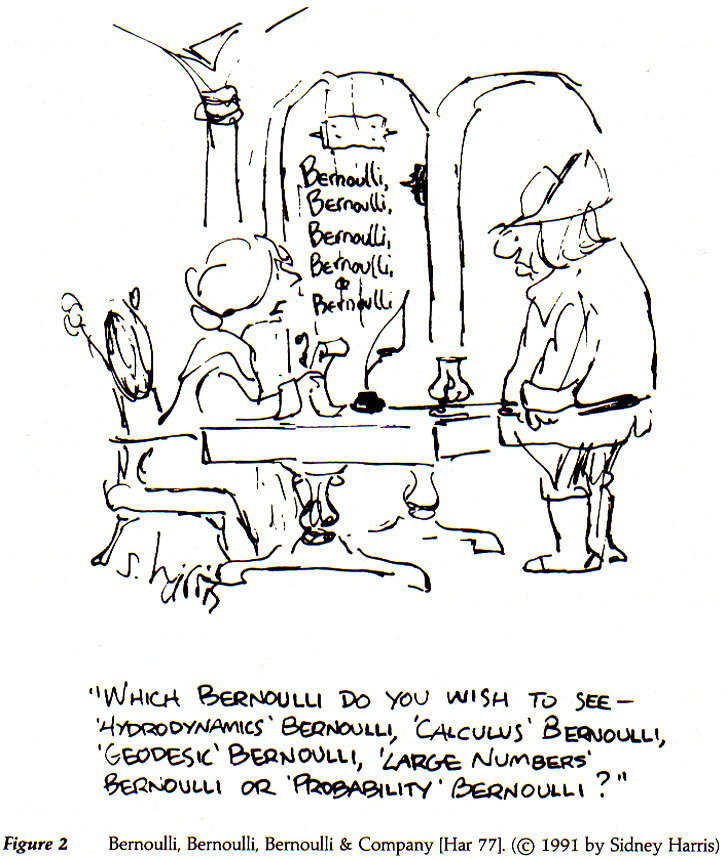 Bernoulli,
Bernoulli,
Bernoulli,
Bernoulli,
&
Bernoulli
S. Harris
"WHICH BERNOULLI DO YOU WISH TO SEE—
'HYDRODYNAMICS' BERNOULLI, 'CALCULUS' BERNOULLI,
'GEODESIC' BERNOULLI, 'LARGE NUMBERS'
BERNOULLI OR 'PROBABILITY' BERNOULLI?"
Figure 2 Bernoulli, Bernoulli, Bernoulli & Company [Har 77]. (© 1991 by Sidney Harris)